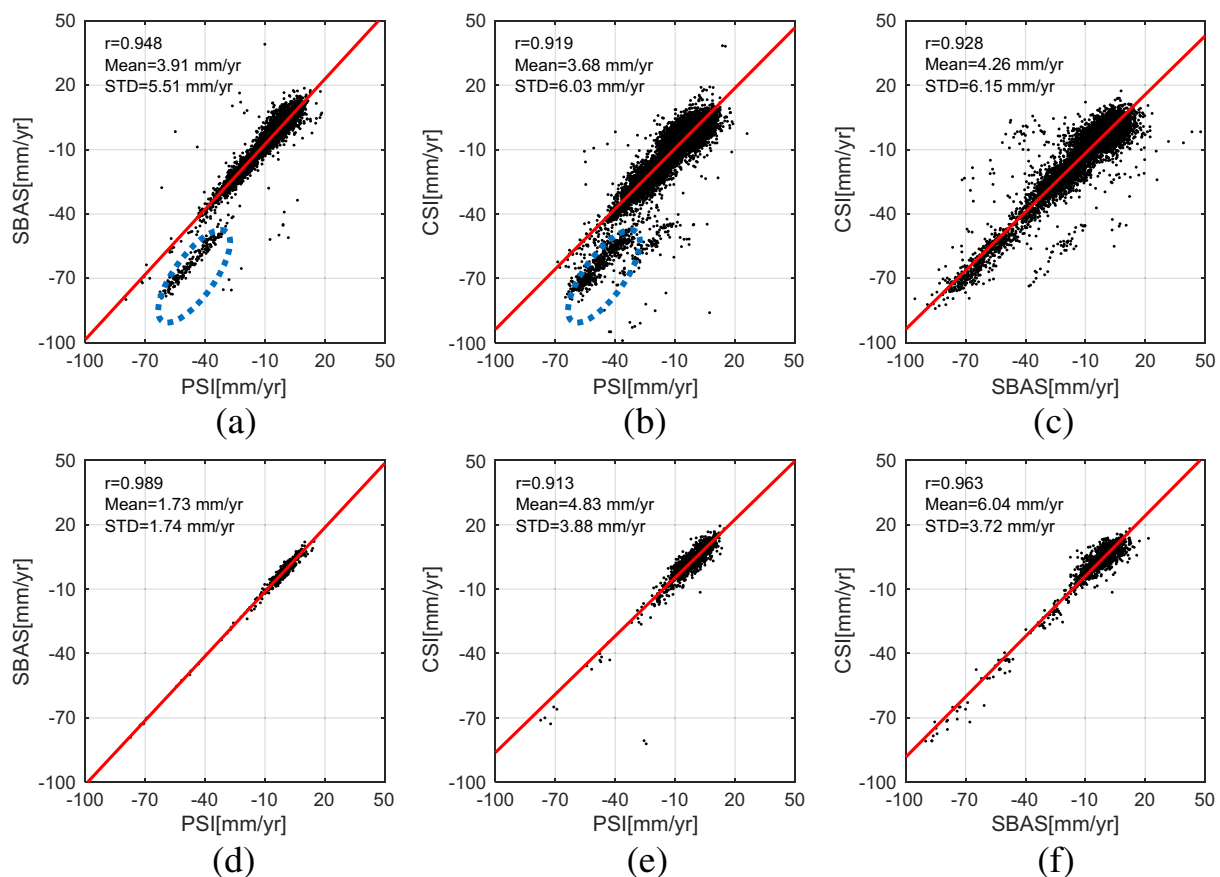 50
20
-10
-40
-70
-100
SBAS[mm/yr]
r=0.948
Mean=3.91 mm/yr
STD=5.51 mm/yr
-100 -70 -40 -10 20 50
PSI[mm/yr]
(a)
50
20
-10
-40
-70
-100
CSI[mm/yr]
r=0.919
Mean=3.68 mm/yr
STD=6.03 mm/yr
-100 -70 -40 -10 20 50
PSI[mm/yr]
(b)
50
20
-10
-40
-70
-100
CSI[mm/yr]
r=0.928
Mean=4.26 mm/yr
STD=6.15 mm/yr
-100 -70 -40 -10 20 50
SBAS[mm/yr]
(c)
50
20
-10
-40
-70
-100
SBAS[mm/yr]
r=0.989
Mean=1.73 mm/yr
STD=1.74 mm/yr
-100 -70 -40 -10 20 50
PSI[mm/yr]
(d)
50
20
-10
-40
-70
-100
CSI[mm/yr]
r=0.913
Mean=4.83 mm/yr
STD=3.88 mm/yr
-100 -70 -40 -10 20 50
PSI[mm/yr]
(e)
50
20
-10
-40
-70
-100
CSI[mm/yr]
r=0.963
Mean=6.04 mm/yr
STD=3.72 mm/yr
-100 -70 -40 -10 20 50
SBAS[mm/yr]
(f)